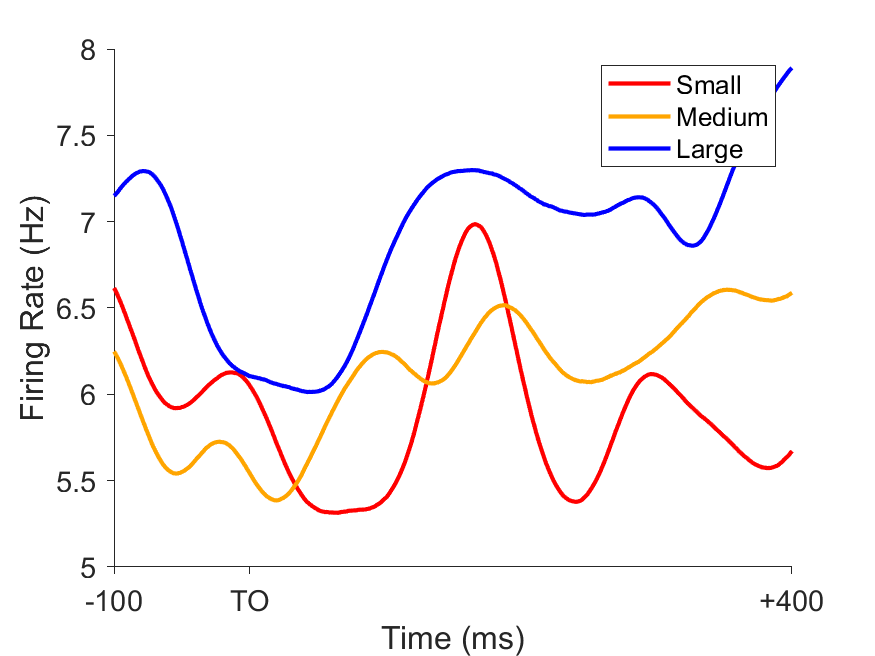 8
7.5
7
6.5
6
5.5
5
Firing Rate (Hz)
Small
Medium
Large
-100 TO +400
Time (ms)